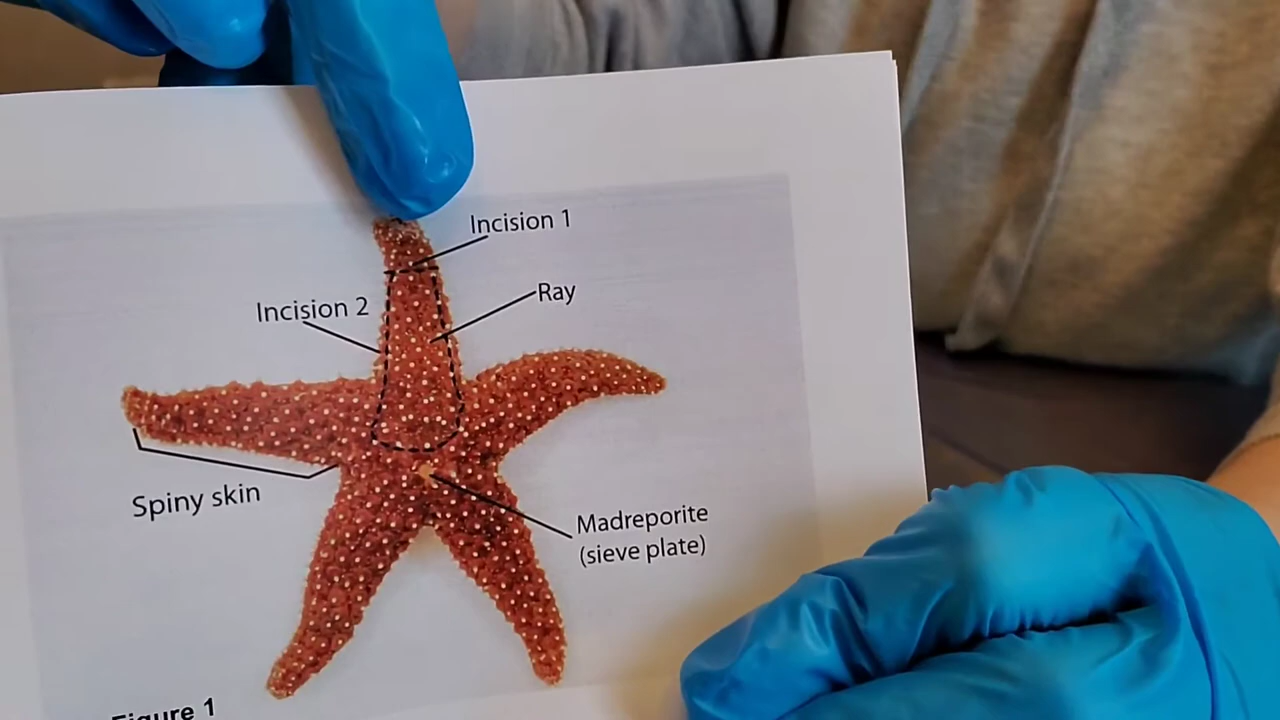 Incision 1
Ray
Incision 2
Spiny skin
Madreporite
(sieve plate)
Figure 1